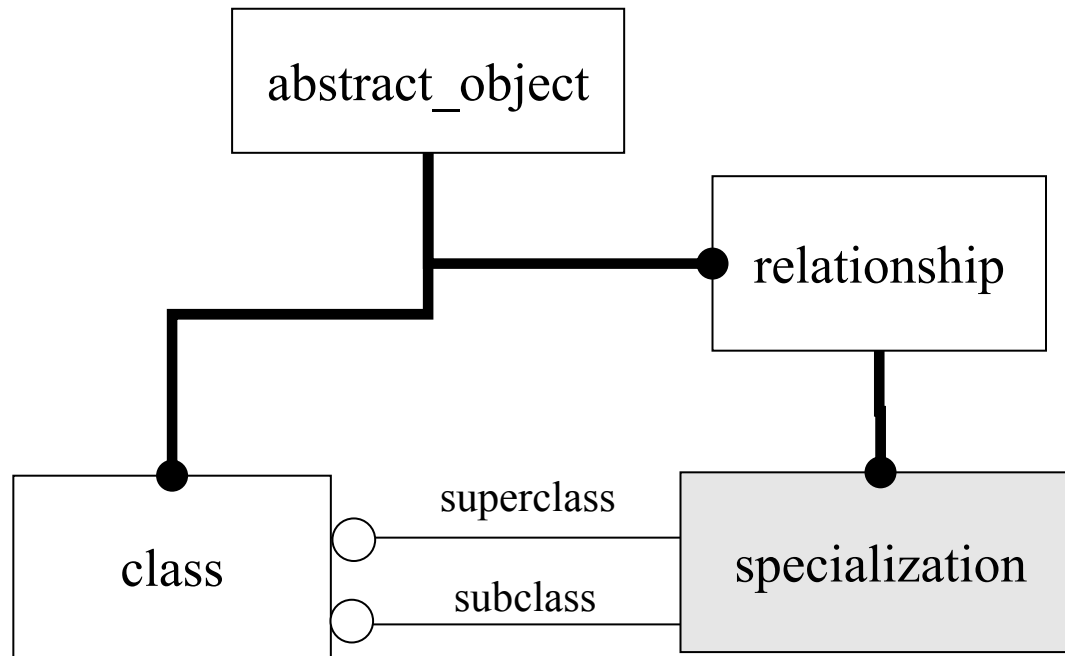 abstract_object
relationship
superclass
class
specialization
subclass